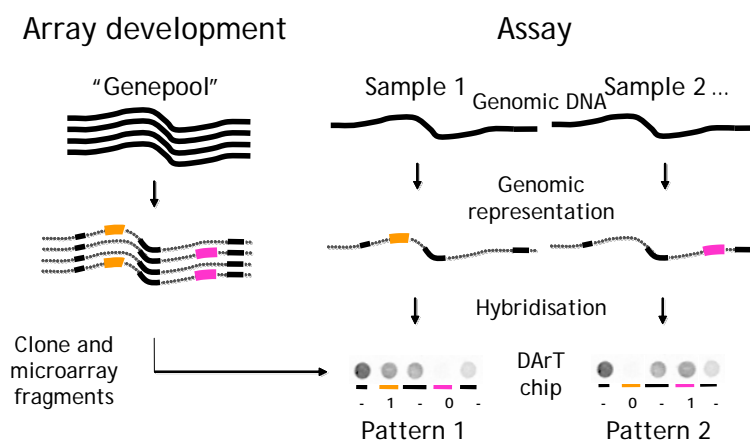 Array development
Assay
“Genepool”
Sample 1
Genomic DNA
Sample 2 …
Genomic
representation
Hybridisation
Clone and
microarray
fragments
DArT
chip
- 1 - 0 -
- 0 - 1 -
Pattern 1
Pattern 2